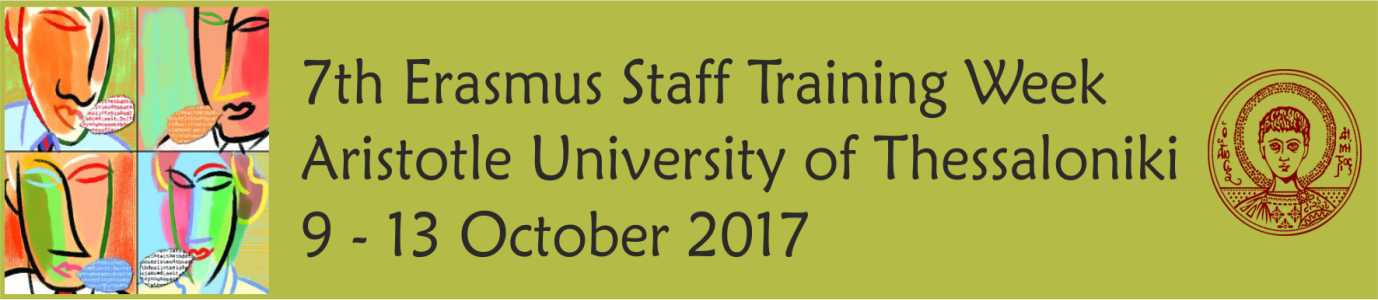 7th Erasmus Staff Training Week
Aristotle University of Thessaloniki
9 - 13 October 2017